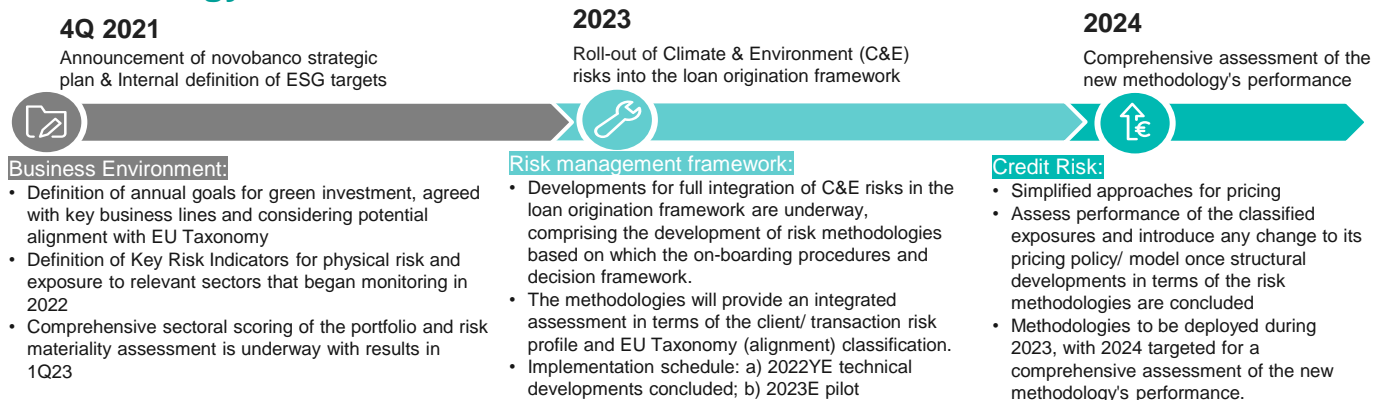 4Q 2021
Announcement of novobanco strategic
plan & Internal definition of ESG targets
2023
Roll-out of Climate & Environment (C&E)
risks into the loan origination framework
2024
Comprehensive assessment of the
new methodology's performance
€
Business Environment:
• Definition of annual goals for green investment, agreed
with key business lines and considering potential
alignment with EU Taxonomy
• Definition of Key Risk Indicators for physical risk and
exposure to relevant sectors that began monitoring in
2022
• Comprehensive sectoral scoring of the portfolio and risk
materiality assessment is underway with results in
1Q23
Risk management framework:
• Developments for full integration of C&E risks in the
loan origination framework are underway,
comprising the development of risk methodologies
based on which the on-boarding procedures and
decision framework.
• The methodologies will provide an integrated
assessment in terms of the client/ transaction risk
profile and EU Taxonomy (alignment) classification.
• Implementation schedule: a) 2022YE technical
developments concluded; b) 2023E pilot
Credit Risk:
• Simplified approaches for pricing
• Assess performance of the classified
exposures and introduce any change to its
pricing policy/ model once structural
developments in terms of the risk
methodologies are concluded
• Methodologies to be deployed during
2023, with 2024 targeted for a
comprehensive assessment of the new
methodology's performance.